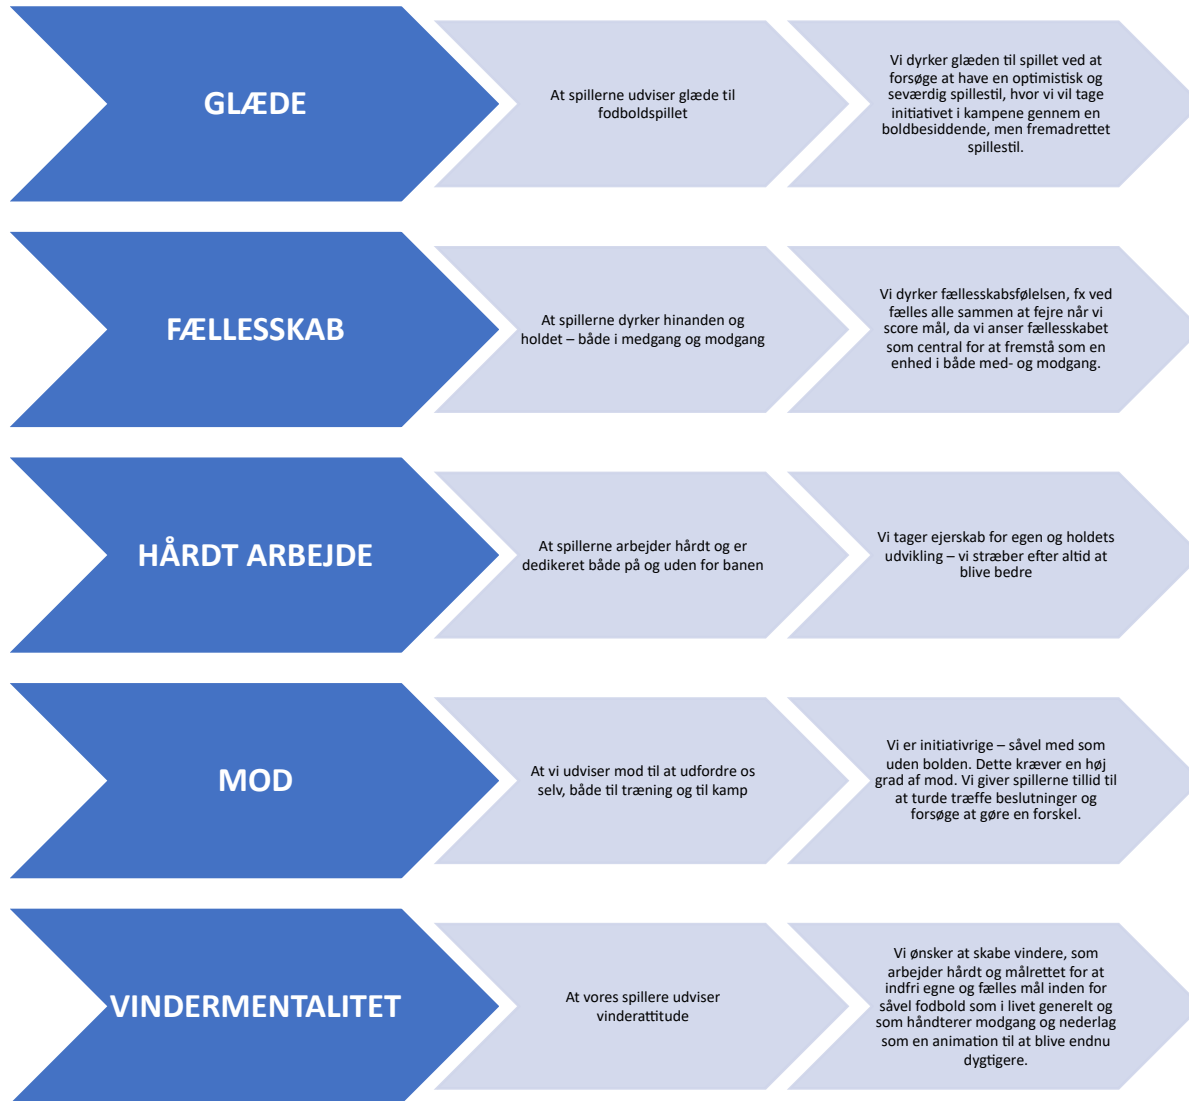 GLÆDE
At spillerne udviser glæde til
fodboldspillet
Vi dyrker glæden til spillet ved at
forsøge at have en optimistisk og
seværdig spillestil, hvor vi vil tage
initiativet i kampene gennem en
boldbesiddende, men fremadrettet
spillestil.
FÆLLESSKAB
At spillerne dyrker hinanden og
holdet – både i medgang og modgang
Vi dyrker fællesskabsfølelsen, fx ved
fælles alle sammen at fejre når vi
score mål, da vi anser fællesskabet
som central for at fremstå som en
enhed i både med- og modgang.
HÅRDT ARBEJDE
At spillerne arbejder hårdt og er
dedikeret både på og uden for banen
Vi tager ejerskab for egen og holdets
udvikling – vi stræber efter altid at
blive bedre
MOD
At vi udviser mod til at udfordre os
selv, både til træning og til kamp
Vi er initiativrige – såvel med som
uden bolden. Dette kræver en høj
grad af mod. Vi giver spillerne tillid til
at turde træffe beslutninger og
forsøge at gøre en forskel.
VINDERMENTALITET
At vores spillere udviser
vinderattitude
Vi ønsker at skabe vindere, som
arbejder hårdt og målrettet for at
indfri egne og fælles mål inden for
såvel fodbold som i livet generelt og
som håndterer modgang og nederlag
som en animation til at blive endnu
dygtigere.